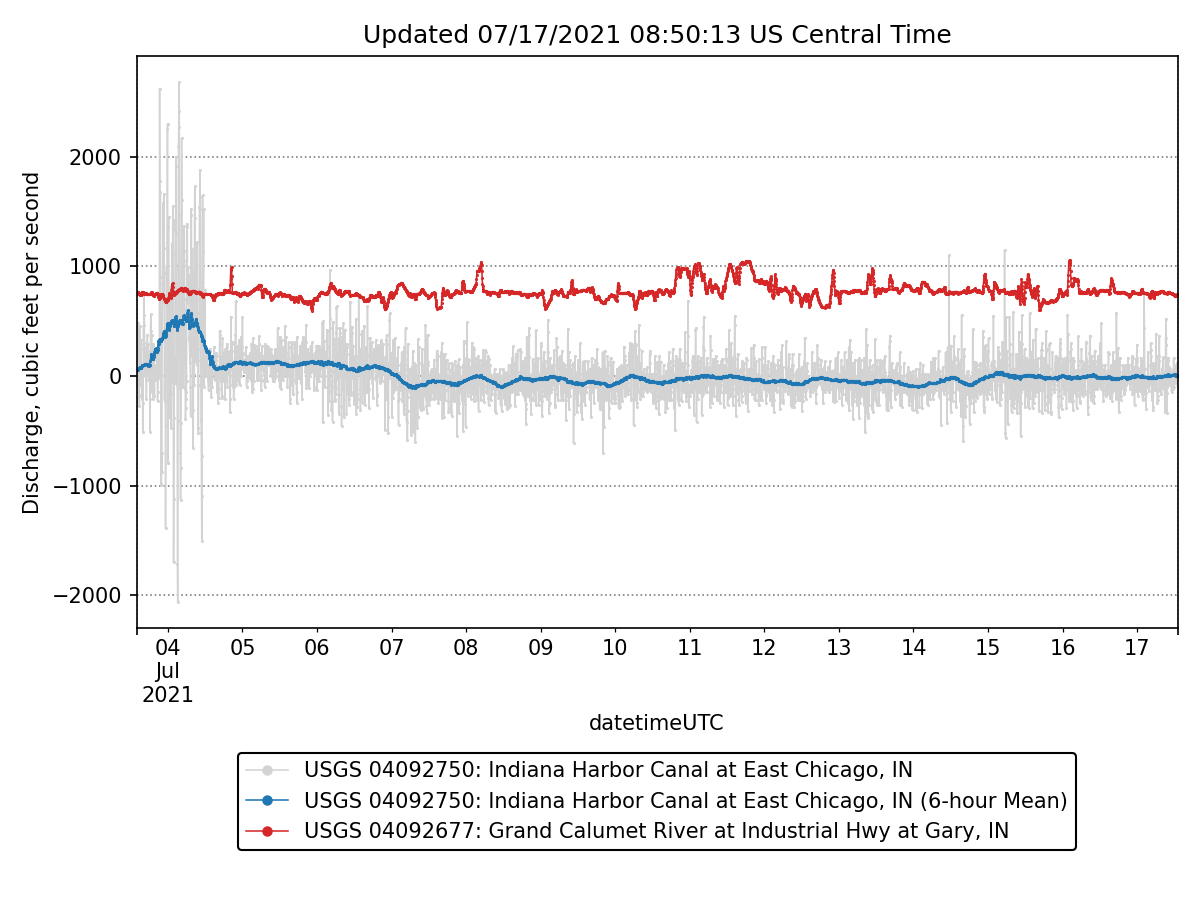 Updated 07/17/2021 08:50:13 US Central Time
Discharge, cubic feet per second
2000
1000
0
−1000
−2000
04 05 06 07 08 09 10 11 12 13 14 15 16 17
Jul
2021
datetimeUTC
USGS 04092750: Indiana Harbor Canal at East Chicago, IN
USGS 04092750: Indiana Harbor Canal at East Chicago, IN (6-hour Mean)
USGS 04092677: Grand Calumet River at Industrial Hwy at Gary, IN